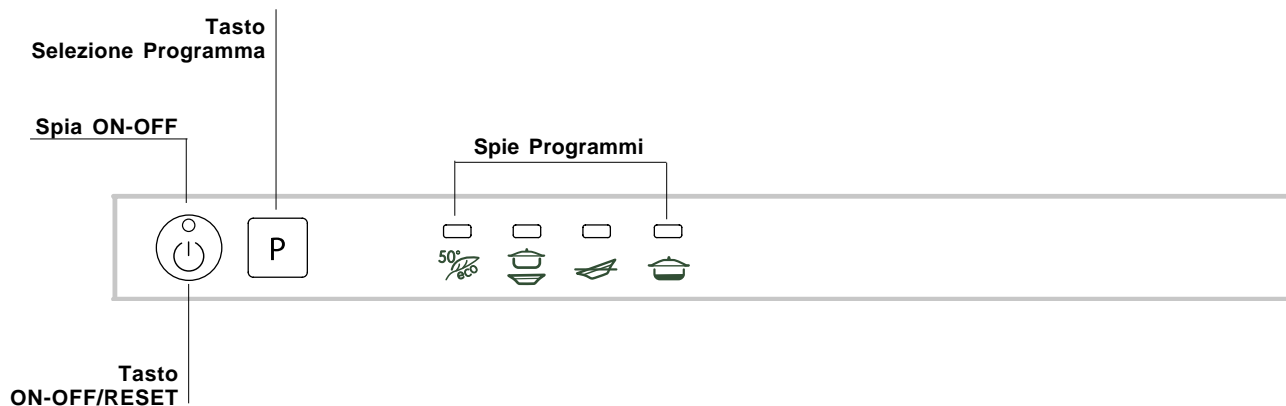 Tasto
Selezione Programma
Spia ON-OFF
Spie Programmi
P
50°
eco
Tasto
ON-OFF/RESET